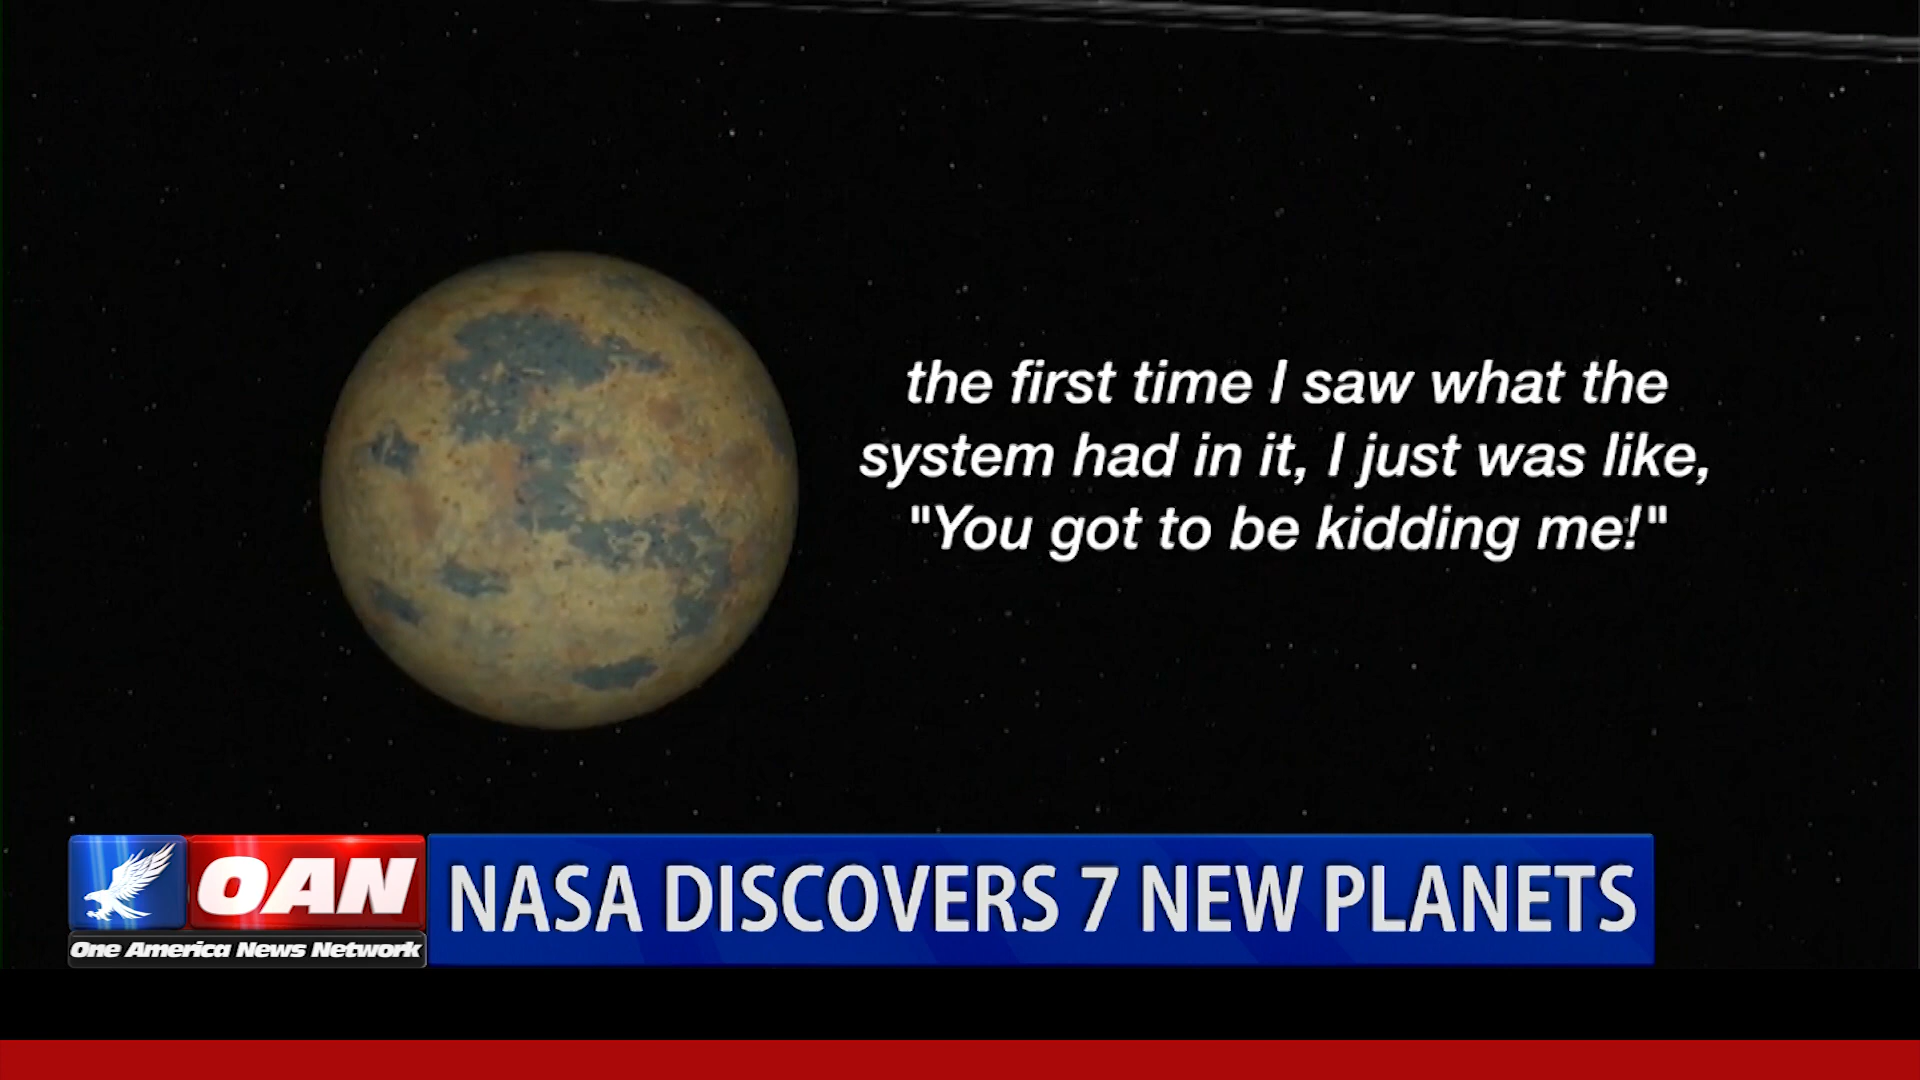 the first time I saw what the
system had in it, I just was like,
"You got to be kidding me!"
OAN
One America News Network
NASA DISCOVERS 7 NEW PLANETS